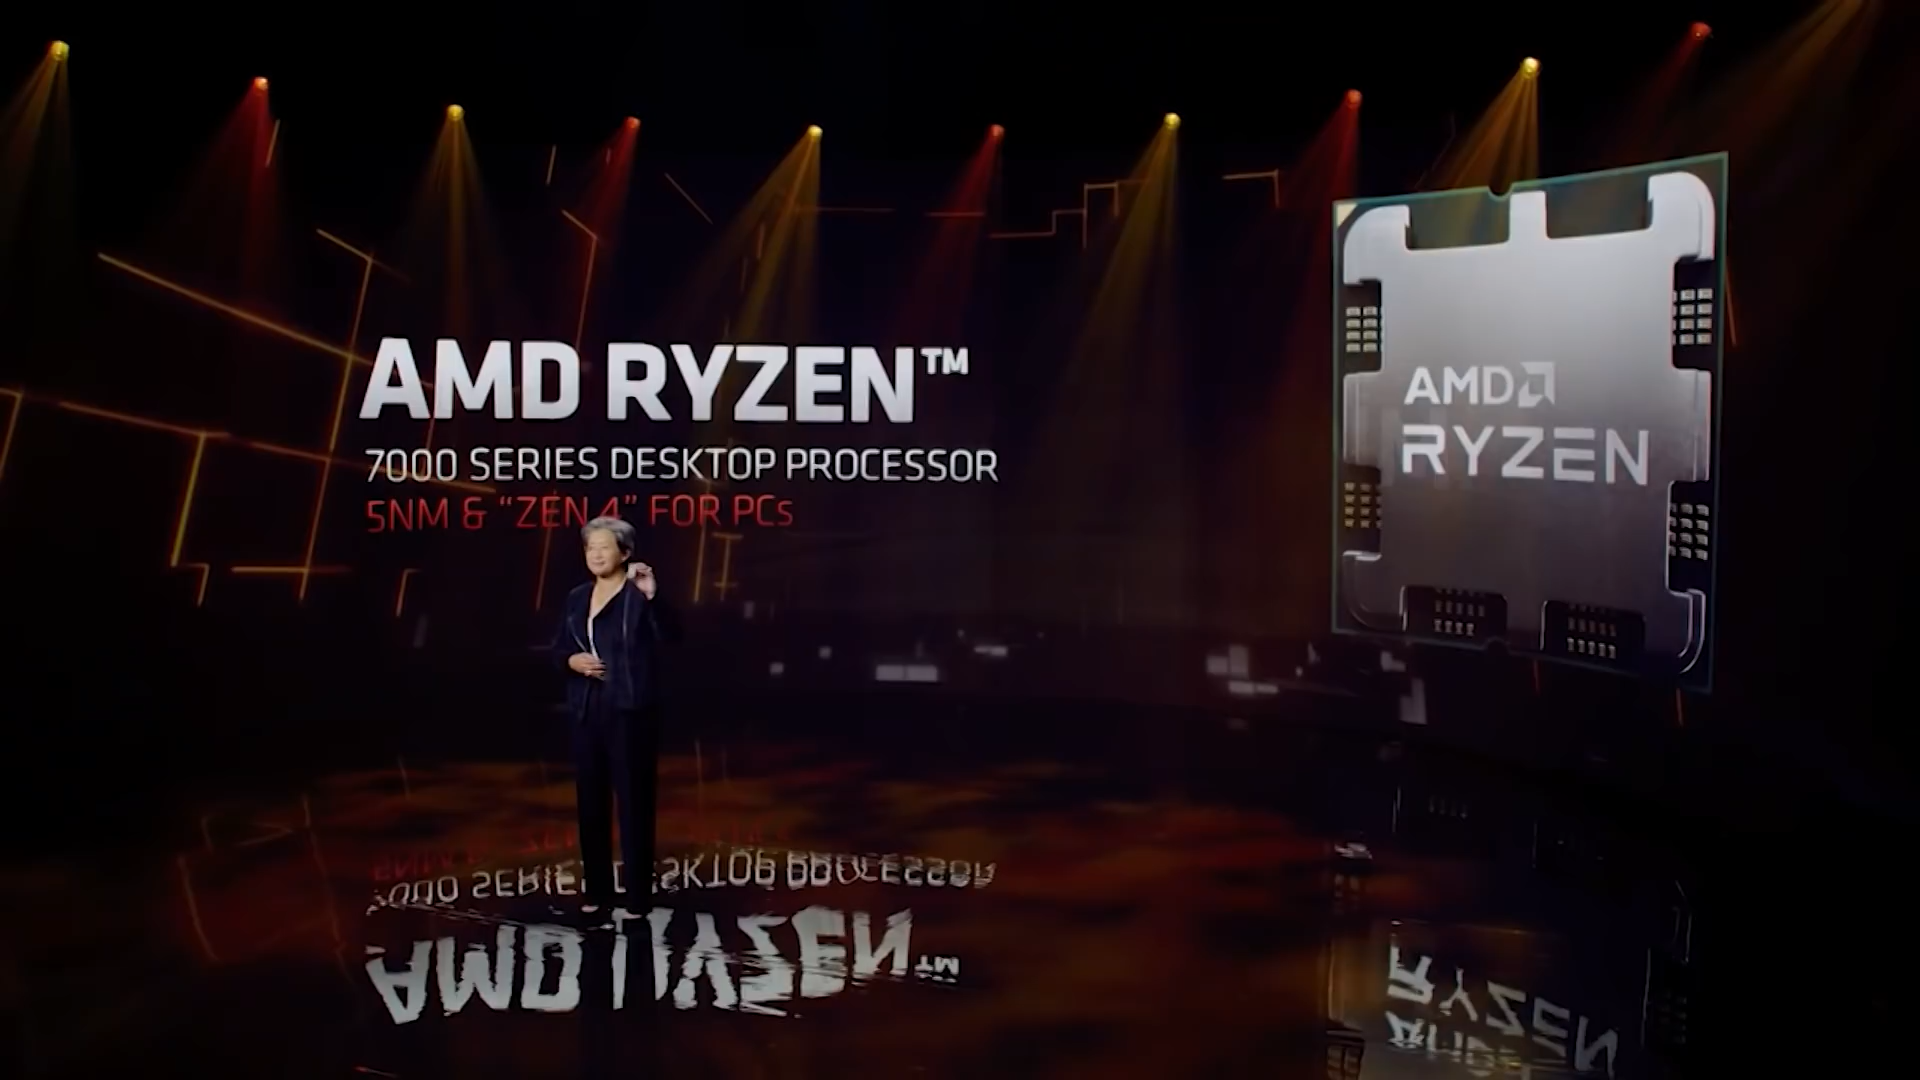 AMD RYZEN™
7000 SERIES DESKTOP PROCESSOR
5NM & “ZEN 4” FOR PCs
AMD
RYZEN